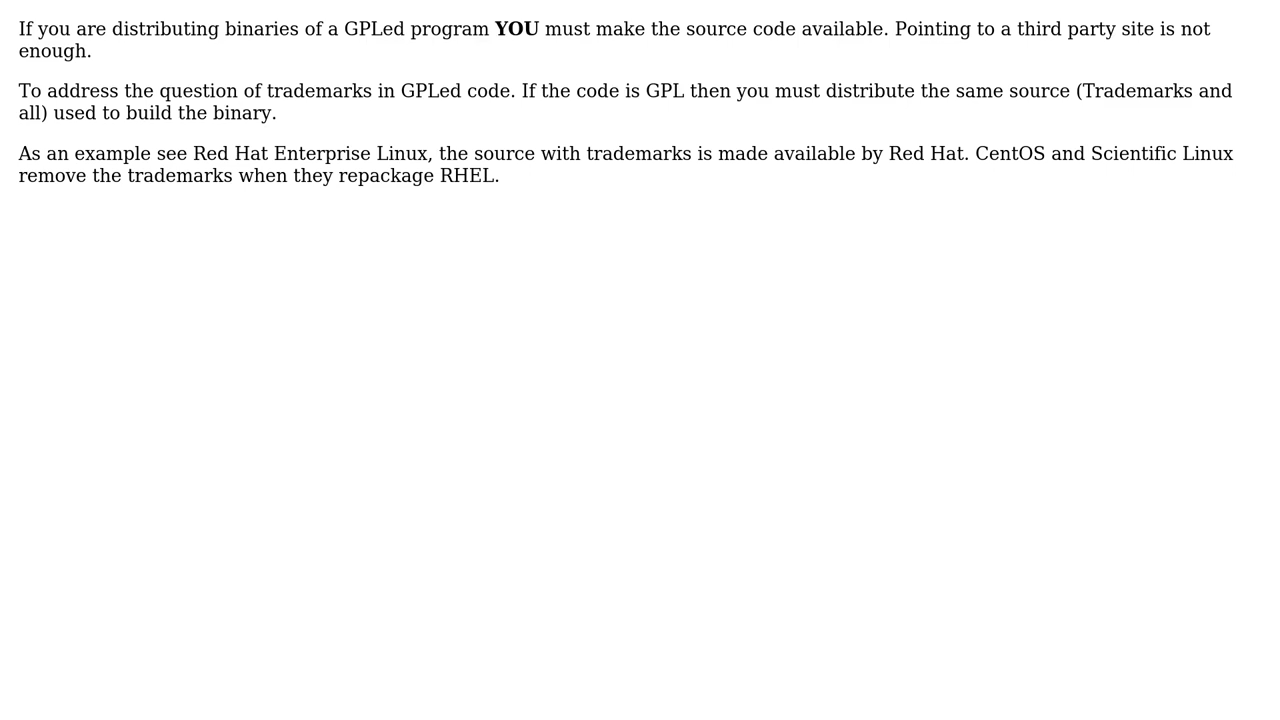 If you are distributing binaries of a GPLed program YOU must make the source code available. Pointing to a third party site is not
enough.
To address the question of trademarks in GPLed code. If the code is GPL then you must distribute the same source (Trademarks and
all) used to build the binary.
As an example see Red Hat Enterprise Linux, the source with trademarks is made available by Red Hat. CentOS and Scientific Linux
remove the trademarks when they repackage RHEL.